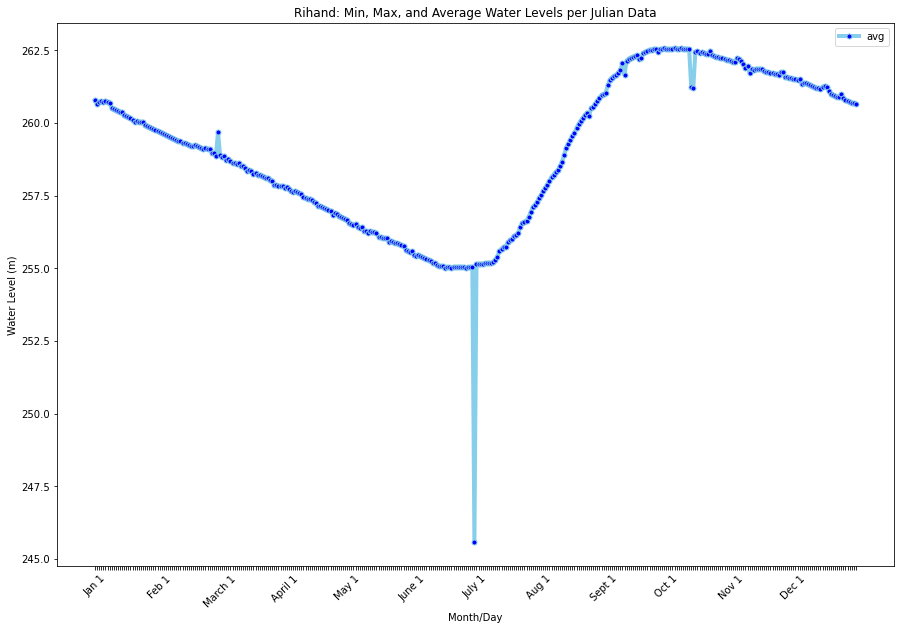 Rihand: Min, Max, and Average Water Levels per Julian Data
avg
262.5
260.0
257.5
255.0
252.5
250.0
247.5
245.0
Water Level (m)
Jan 1
Feb 1
March 1
April 1
May 1
June 1
July 1
Aug 1
Sept 1
Oct 1
Nov 1
Dec 1
Month/Day